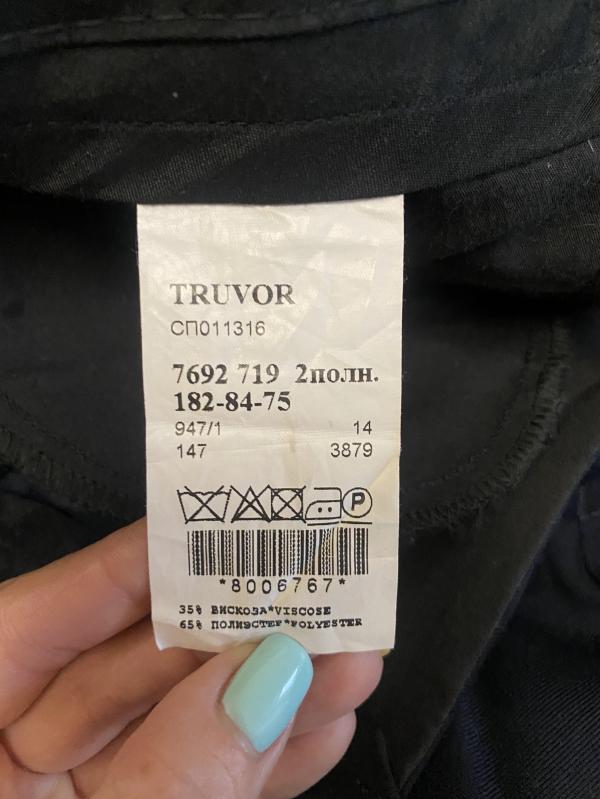 TRUVOR
СП011316
7692 719 2полн.
182-84-75
947/1 14
147 3879
P
*8006767*
35% ВИСКОЗА*VISCOSE
65% ПОЛИЭСТЕР*POLYESTER